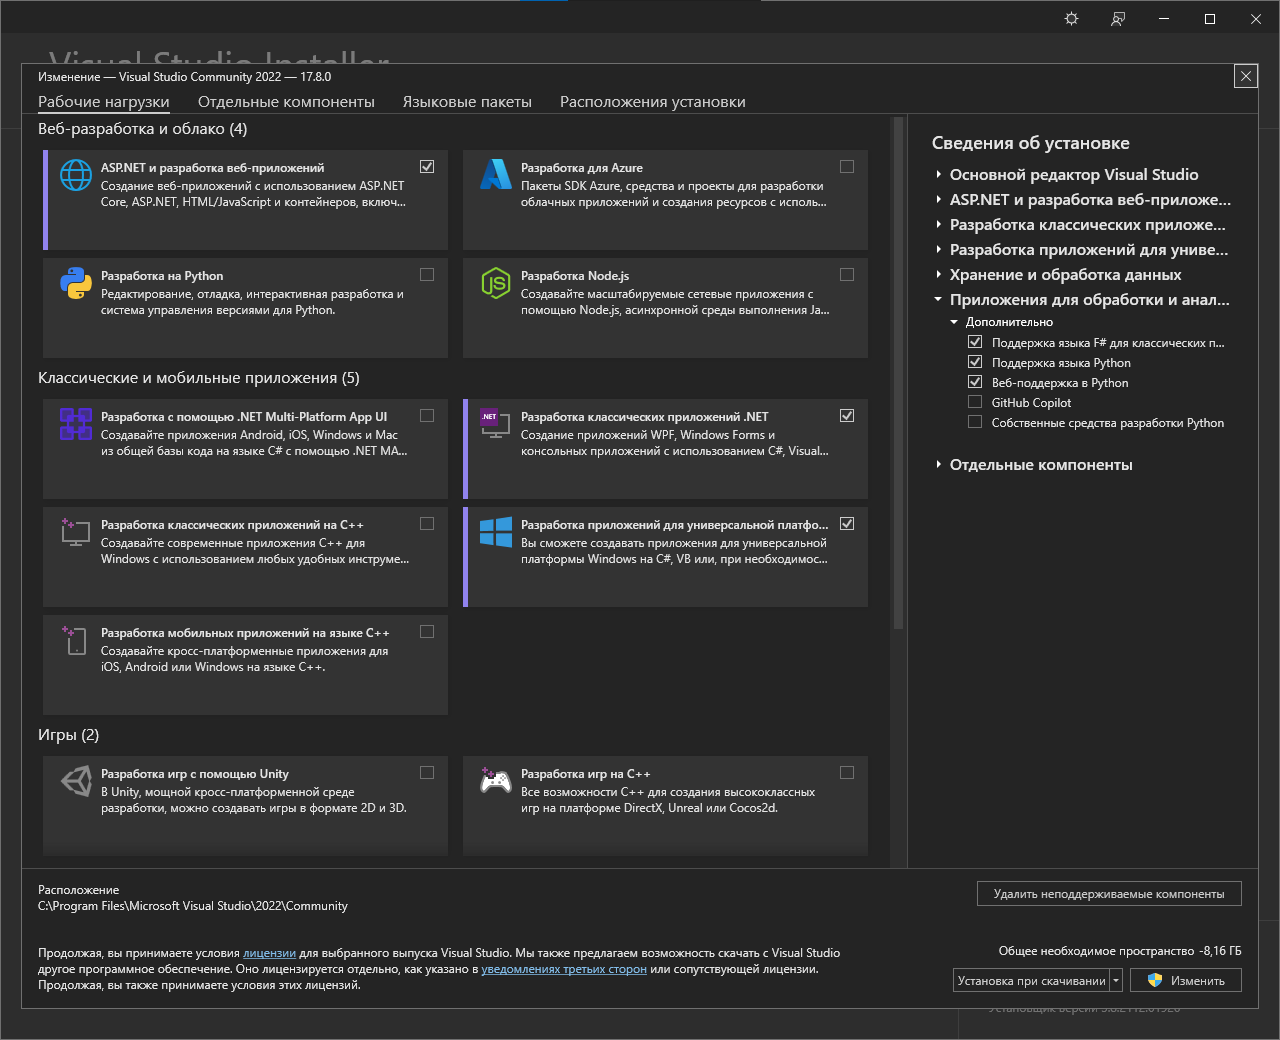 Visual Studio Installer
Изменение — Visual Studio Community 2022 — 17.8.0
Рабочие нагрузки
Отдельные компоненты
Языковые пакеты
Расположения установки
Веб-разработка и облако (4)
ASP.NET и разработка веб-приложений
Создание веб-приложений с использованием ASP.NET
Core, ASP.NET, HTML/JavaScript и контейнеров, включ...
Разработка для Azure
Пакеты SDK Azure, средства и проекты для разработки
облачных приложений и создания ресурсов с исполь...
Разработка на Python
Редактирование, отладка, интерактивная разработка и
система управления версиями для Python.
Разработка Node.js
Создавайте масштабируемые сетевые приложения с
помощью Node.js, асинхронной среды выполнения Ja...
Классические и мобильные приложения (5)
Разработка с помощью .NET Multi-Platform App UI
Создавайте приложения Android, iOS, Windows и Mac
из общей базы кода на языке C# с помощью .NET MA...
.NET
Разработка классических приложений .NET
Создание приложений WPF, Windows Forms и
консольных приложений с использованием C#, Visual...
Разработка классических приложений на C++
Создавайте современные приложения C++ для
Windows с использованием любых удобных инструме...
Разработка приложений для универсальной платфо...
Вы сможете создавать приложения для универсальной
платформы Windows на C#, VB или, при необходимос...
Разработка мобильных приложений на языке C++
Создавайте кросс-платформенные приложения для
iOS, Android или Windows на языке C++.
Игры (2)
Разработка игр с помощью Unity
В Unity, мощной кросс-платформенной среде
разработки, можно создавать игры в формате 2D и 3D.
Разработка игр на C++
Все возможности C++ для создания высококлассных
игр на платформе DirectX, Unreal или Cocos2d.
Сведения об установке
Основной редактор Visual Studio
ASP.NET и разработка веб-приложе...
Разработка классических приложе...
Разработка приложений для униве...
Хранение и обработка данных
Приложения для обработки и анал...
Дополнительно
Поддержка языка F# для классических п...
Поддержка языка Python
Веб-поддержка в Python
GitHub Copilot
Собственные средства разработки Python
Отдельные компоненты
Расположение
C:\Program Files\Microsoft Visual Studio\2022\Community
Удалить неподдерживаемые компоненты
Продолжая, вы принимаете условия лицензии для выбранного выпуска Visual Studio. Мы также предлагаем возможность скачать с Visual Studio
другое программное обеспечение. Оно лицензируется отдельно, как указано в уведомлениях третьих сторон или сопутствующей лицензии.
Продолжая, вы также принимаете условия этих лицензий.
Общее необходимое пространство -8,16 ГБ
Установка при скачивании
Изменить